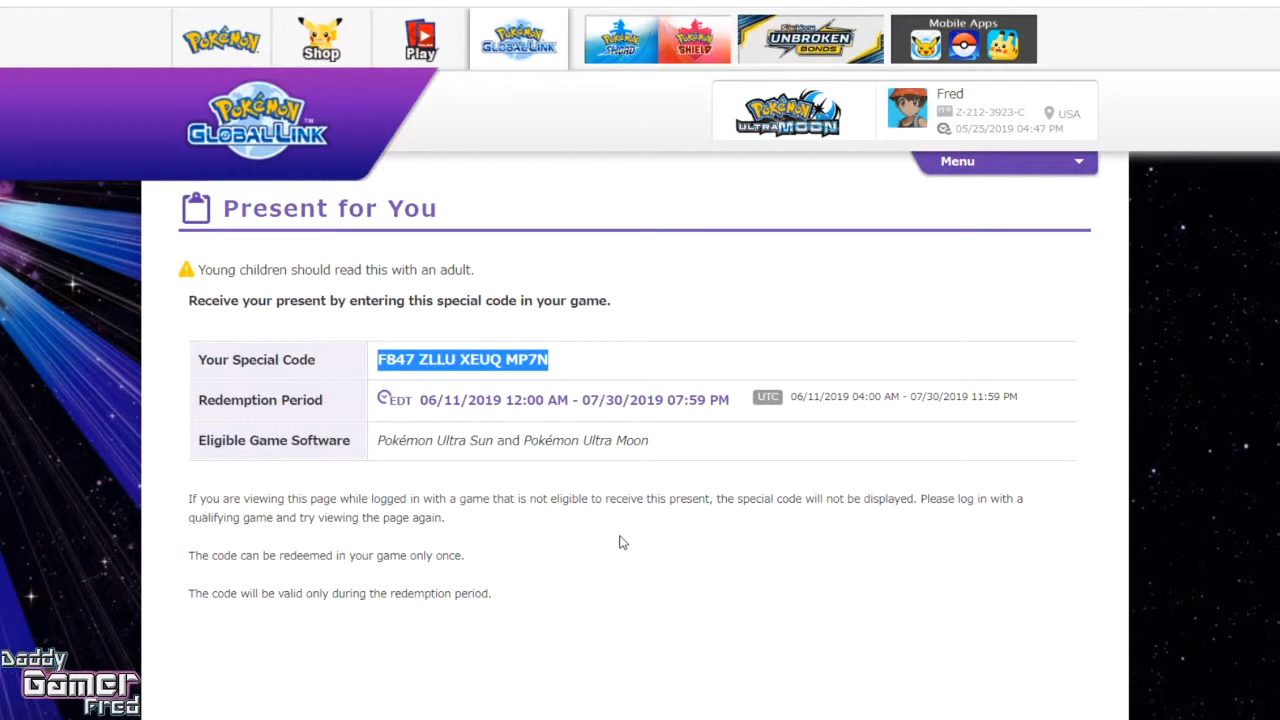 Pokémon
Shop
Play
Pokémon GLOBAL LINK
Pokémon SWORD
Pokémon SHIELD
Sun & Moon UNBROKEN BONDS
Mobile Apps
Pokémon GLOBAL LINK™
Pokémon ULTRA MOON
Fred
Z-212-3923-C USA
05/25/2019 04:47 PM
Menu
Present for You
Young children should read this with an adult.
Receive your present by entering this special code in your game.
Your Special Code F847 ZLLU XEUQ MP7N
Redemption Period EDT 06/11/2019 12:00 AM - 07/30/2019 07:59 PM UTC 06/11/2019 04:00 AM - 07/30/2019 11:59 PM
Eligible Game Software Pokémon Ultra Sun and Pokémon Ultra Moon
If you are viewing this page while logged in with a game that is not eligible to receive this present, the special code will not be displayed. Please log in with a
qualifying game and try viewing the page again.
The code can be redeemed in your game only once.
The code will be valid only during the redemption period.
Daddy
Gamer
Fred